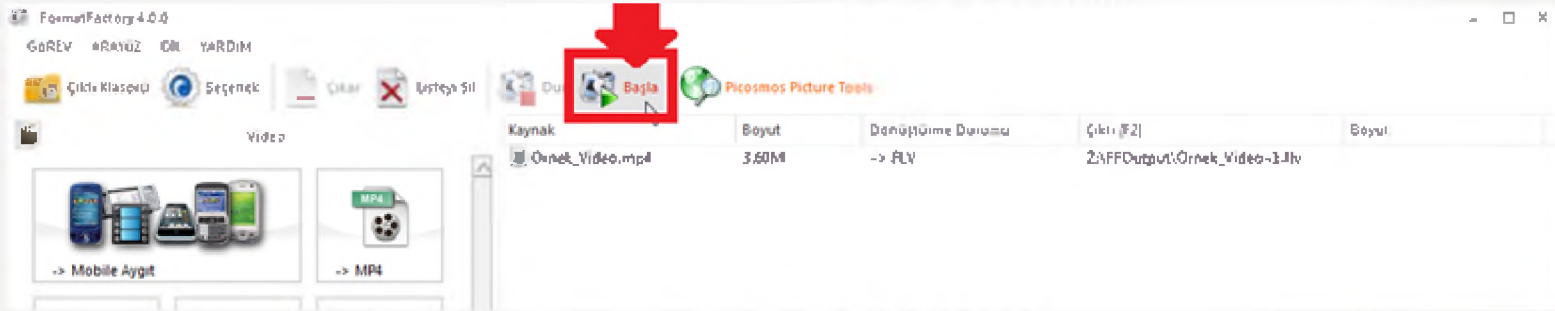 FormatFactory 4.0.0
GÖREV ARAYÜZ DİL YARDIM
Çıktı Klasörü Seçenek Çıkar Listeyi Sil Dur Başla Picosmos Picture Tools
Video
Kaynak Boyut Dönüştürme Durumu Çıktı [F2] Boyut
Ornek_Video.mp4 3.60M -> FLV
MP4
-> Mobile Aygıt -> MP4